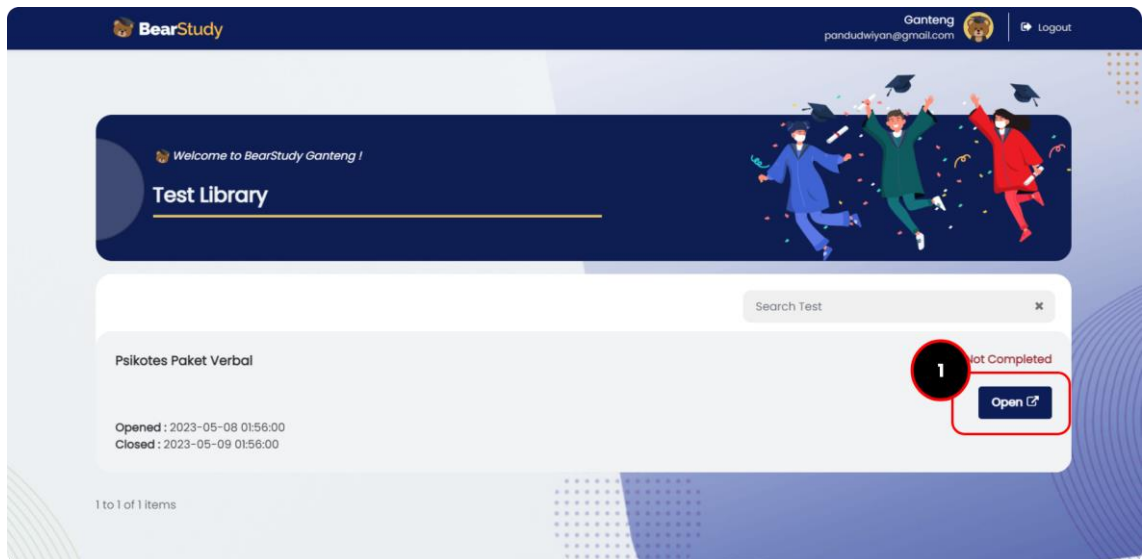 BearStudy
Ganteng
pandudwiyan@gmail.com
Logout
Welcome to BearStudy Ganteng !
Test Library
Search Test
Psikotes Paket Verbal
Not Completed
1
Open
Opened : 2023-05-08 01:56:00
Closed : 2023-05-09 01:56:00
1 to 1 of 1 items